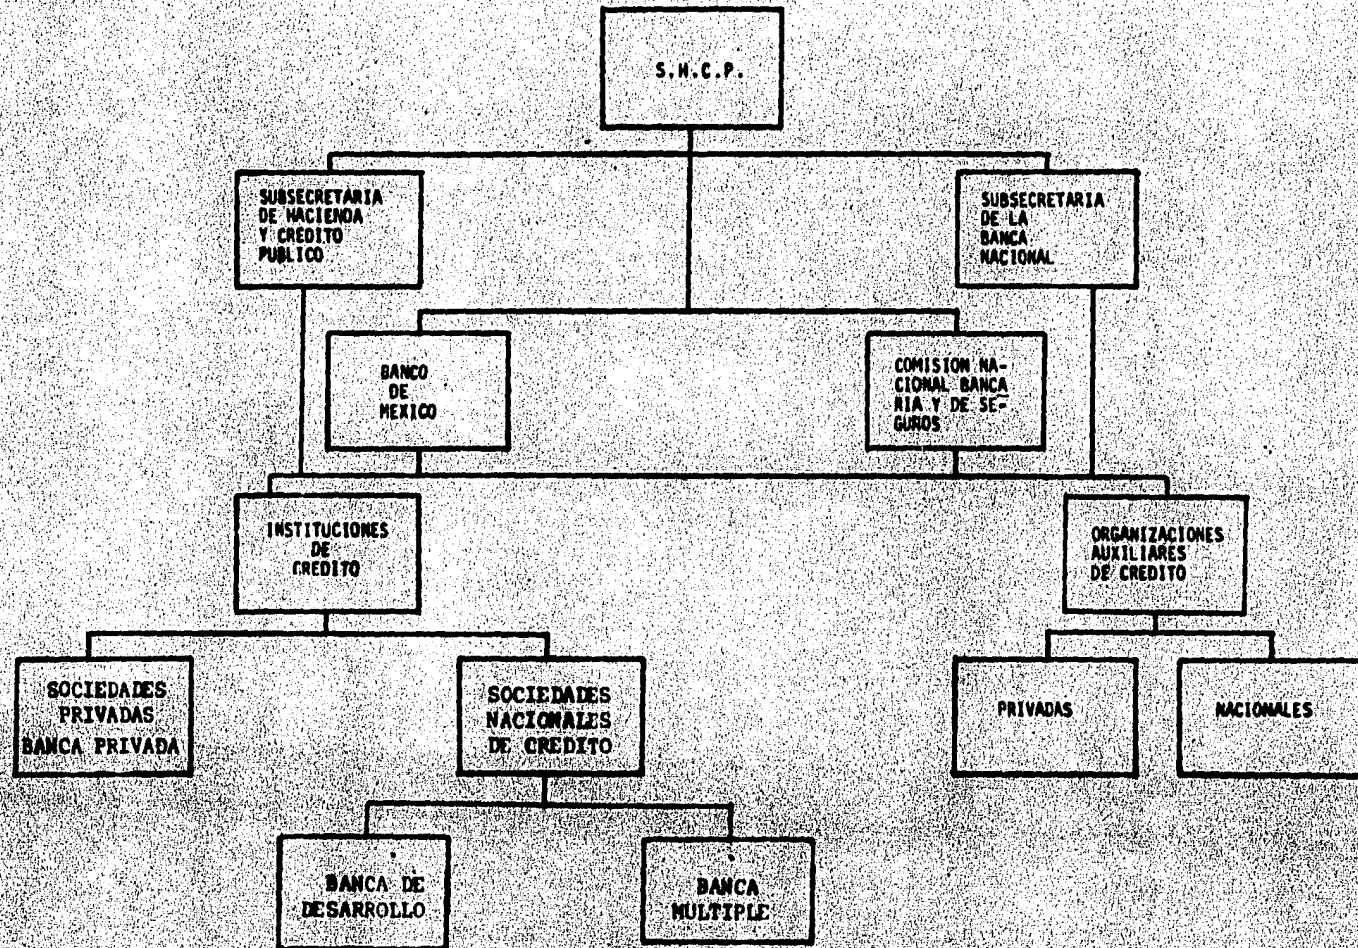 S.H.C.P.
SUBSECRETARIA
DE HACIENDA
Y CREDITO
PUBLICO
SUBSECRETARIA
DE LA
BANCA
NACIONAL
BANCO
DE
MEXICO
COMISION NA-
CIONAL BANCA
RIA Y DE SE-
GUROS
INSTITUCIONES
DE
CREDITO
ORGANIZACIONES
AUXILIARES
DE CREDITO
SOCIEDADES
PRIVADAS
BANCA PRIVADA
SOCIEDADES
NACIONALES
DE CREDITO
PRIVADAS
NACIONALES
BANCA DE
DESARROLLO
BANCA
MULTIPLE